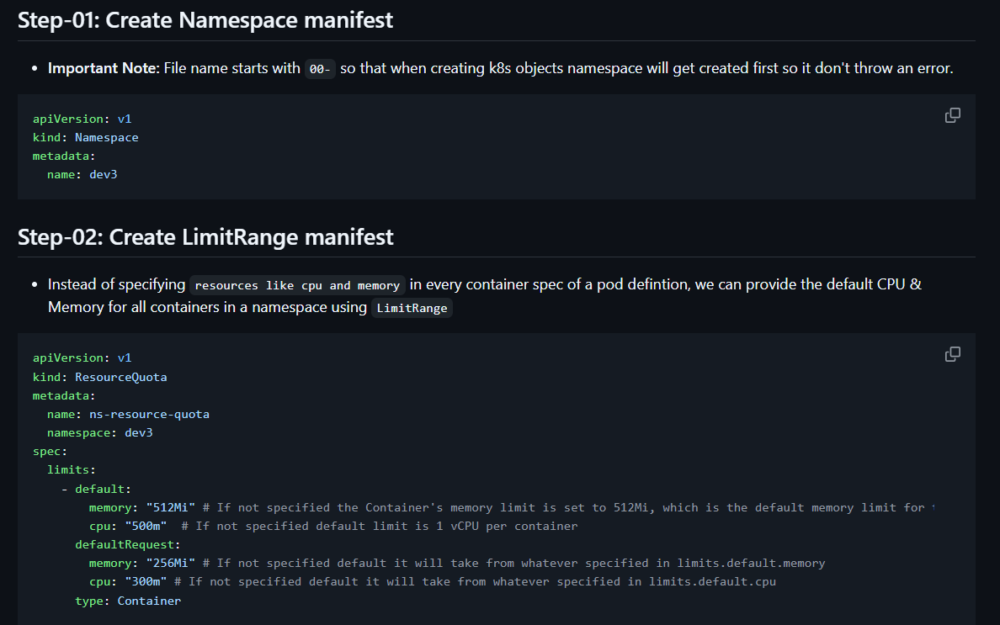 Step-01: Create Namespace manifest
• Important Note: File name starts with 00- so that when creating k8s objects namespace will get created first so it don't throw an error.
apiVersion: v1
kind: Namespace
metadata:
  name: dev3
Step-02: Create LimitRange manifest
• Instead of specifying resources like cpu and memory in every container spec of a pod defintion, we can provide the default CPU &
Memory for all containers in a namespace using LimitRange
apiVersion: v1
kind: ResourceQuota
metadata:
  name: ns-resource-quota
  namespace: dev3
spec:
  limits:
    - default:
        memory: "512Mi" # If not specified the Container's memory limit is set to 512Mi, which is the default memory limit for
        cpu: "500m"  # If not specified default limit is 1 vCPU per container
      defaultRequest:
        memory: "256Mi" # If not specified default it will take from whatever specified in limits.default.memory
        cpu: "300m" # If not specified default it will take from whatever specified in limits.default.cpu
      type: Container